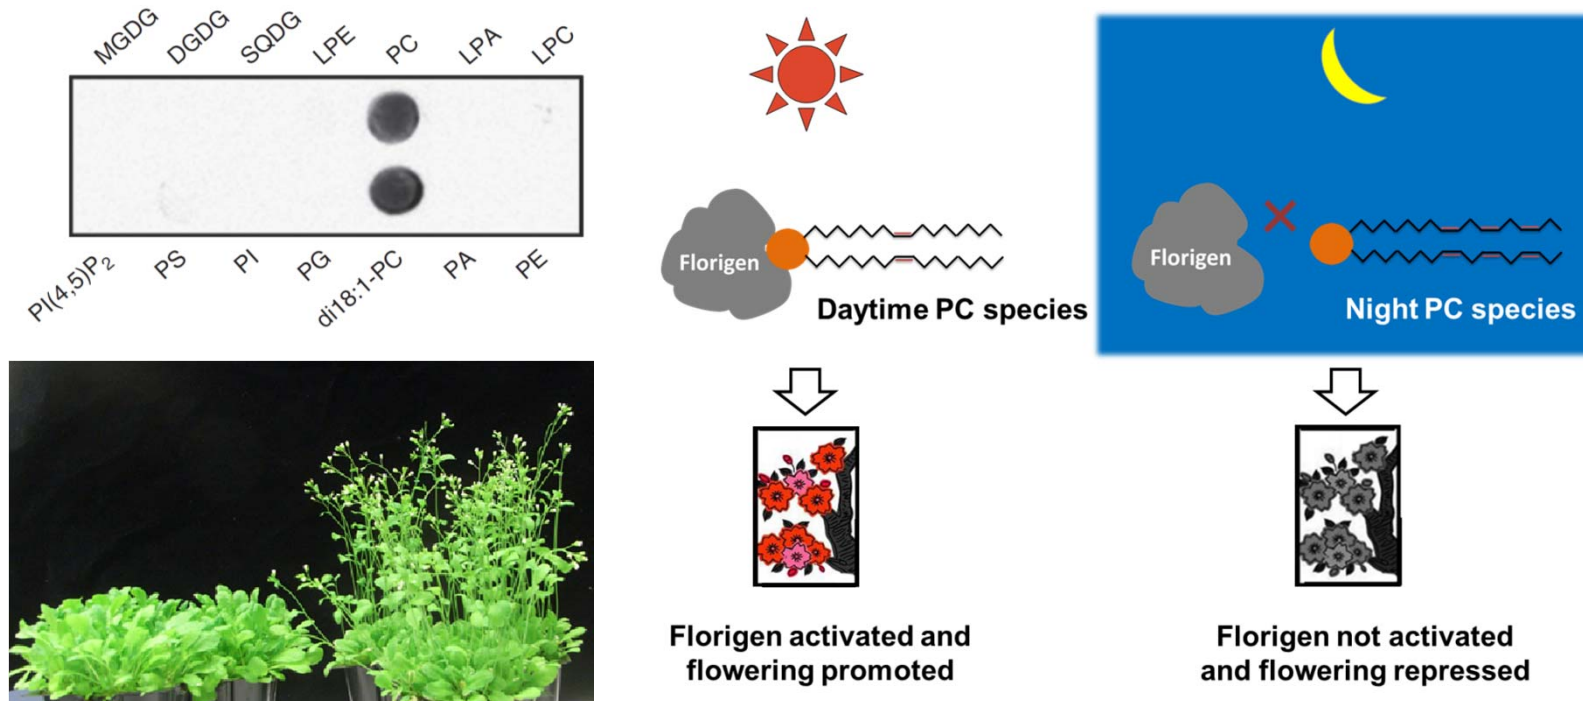 MGDG
DGDG
SQDG
LPE
PC
LPA
LPC
PI(4,5)P2
PS
PI
PG
di18:1-PC
PA
PE
Florigen
Daytime PC species
Florigen
Night PC species
Florigen activated and
flowering promoted
Florigen not activated
and flowering repressed